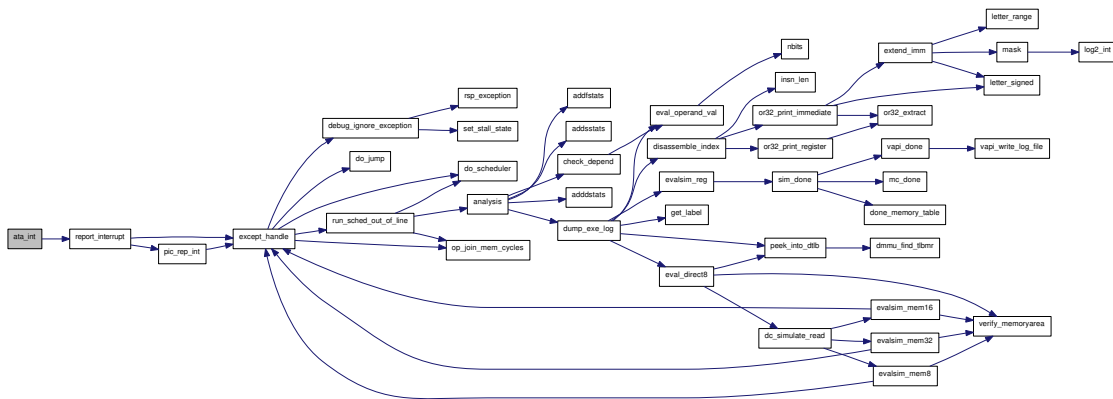 ata_int
report_interrupt
pic_rep_int
except_handle
debug_ignore_exception
do_jump
run_sched_out_of_line
rsp_exception
set_stall_state
do_scheduler
analysis
op_join_mem_cycles
addfstats
addsstats
check_depend
adddstats
dump_exe_log
eval_operand_val
disassemble_index
evalsim_reg
get_label
eval_direct8
nbits
insn_len
or32_print_immediate
or32_print_register
sim_done
peek_into_dtlb
dc_simulate_read
extend_imm
or32_extract
vapi_done
mc_done
done_memory_table
dmmu_find_tlbmr
evalsim_mem16
evalsim_mem32
evalsim_mem8
letter_range
mask
letter_signed
vapi_write_log_file
verify_memoryarea
log2_int